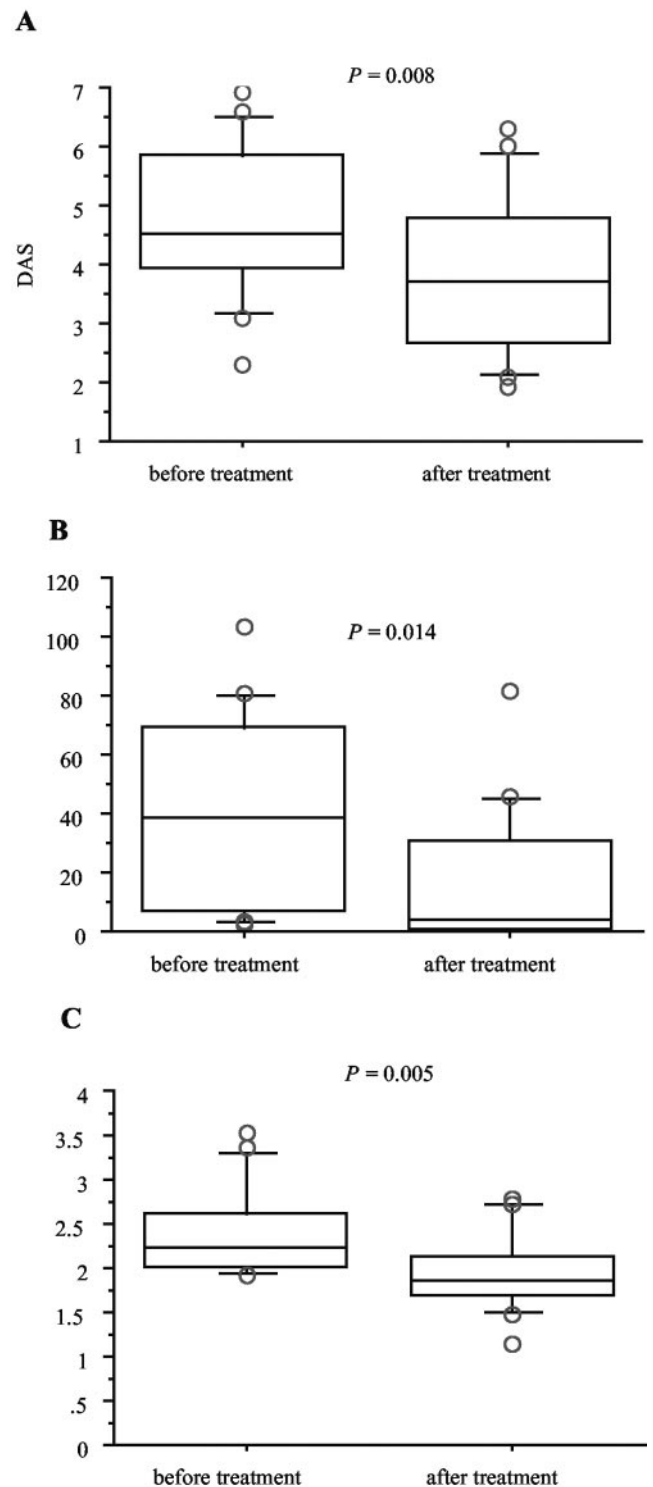 A
P = 0.008
7
6
5
4
3
2
1
DAS
before treatment
after treatment
B
P = 0.014
120
100
80
60
40
20
0
before treatment
after treatment
C
P = 0.005
4
3.5
3
2.5
2
1.5
1
.5
0
before treatment
after treatment